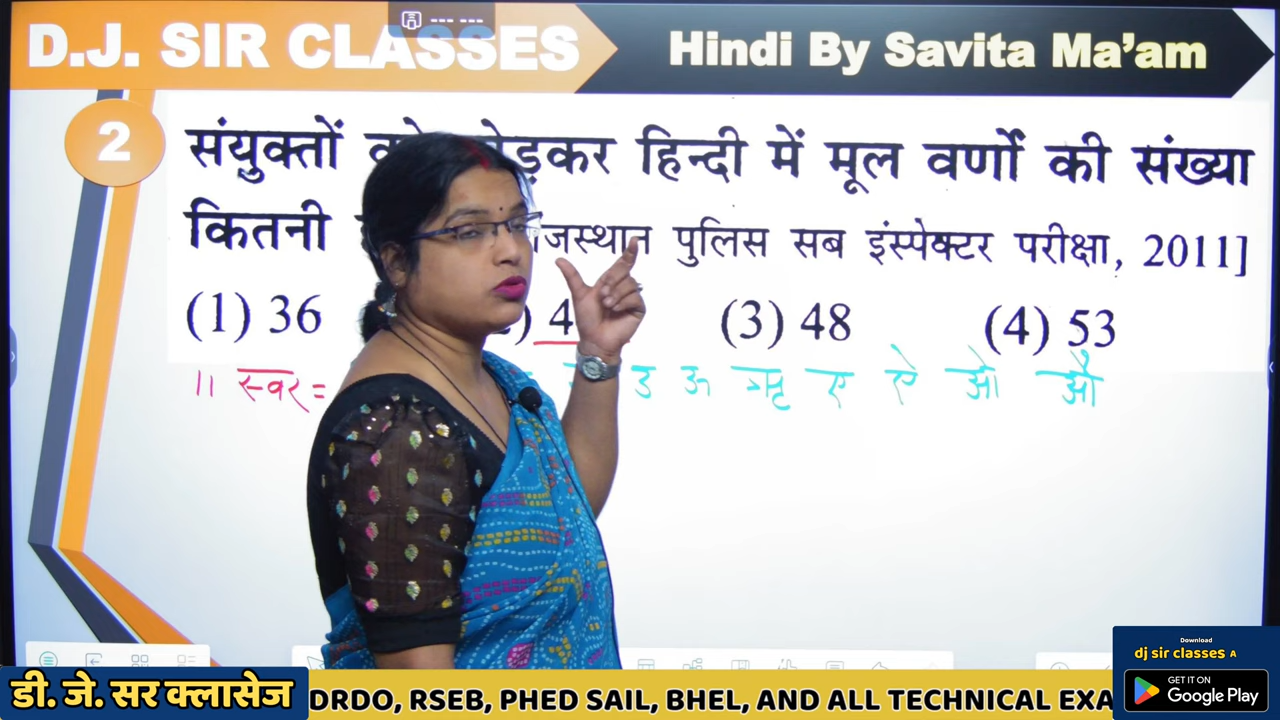 D.J. SIR CLASSES
Hindi By Savita Ma’am
2
संयुक्तों छोड़कर हिन्दी में मूल वर्णों की संख्या
कितनी राजस्थान पुलिस सब इंस्पेक्टर परीक्षा, 2011]
(1) 36 (3) 48 (4) 53
11 स्वर = उ ऊ ऋ ए ऐ ओ औ
Download
dj sir classes A
GET IT ON
Google Play
डी. जे. सर क्लासेज
DRDO, RSEB, PHED SAIL, BHEL, AND ALL TECHNICAL